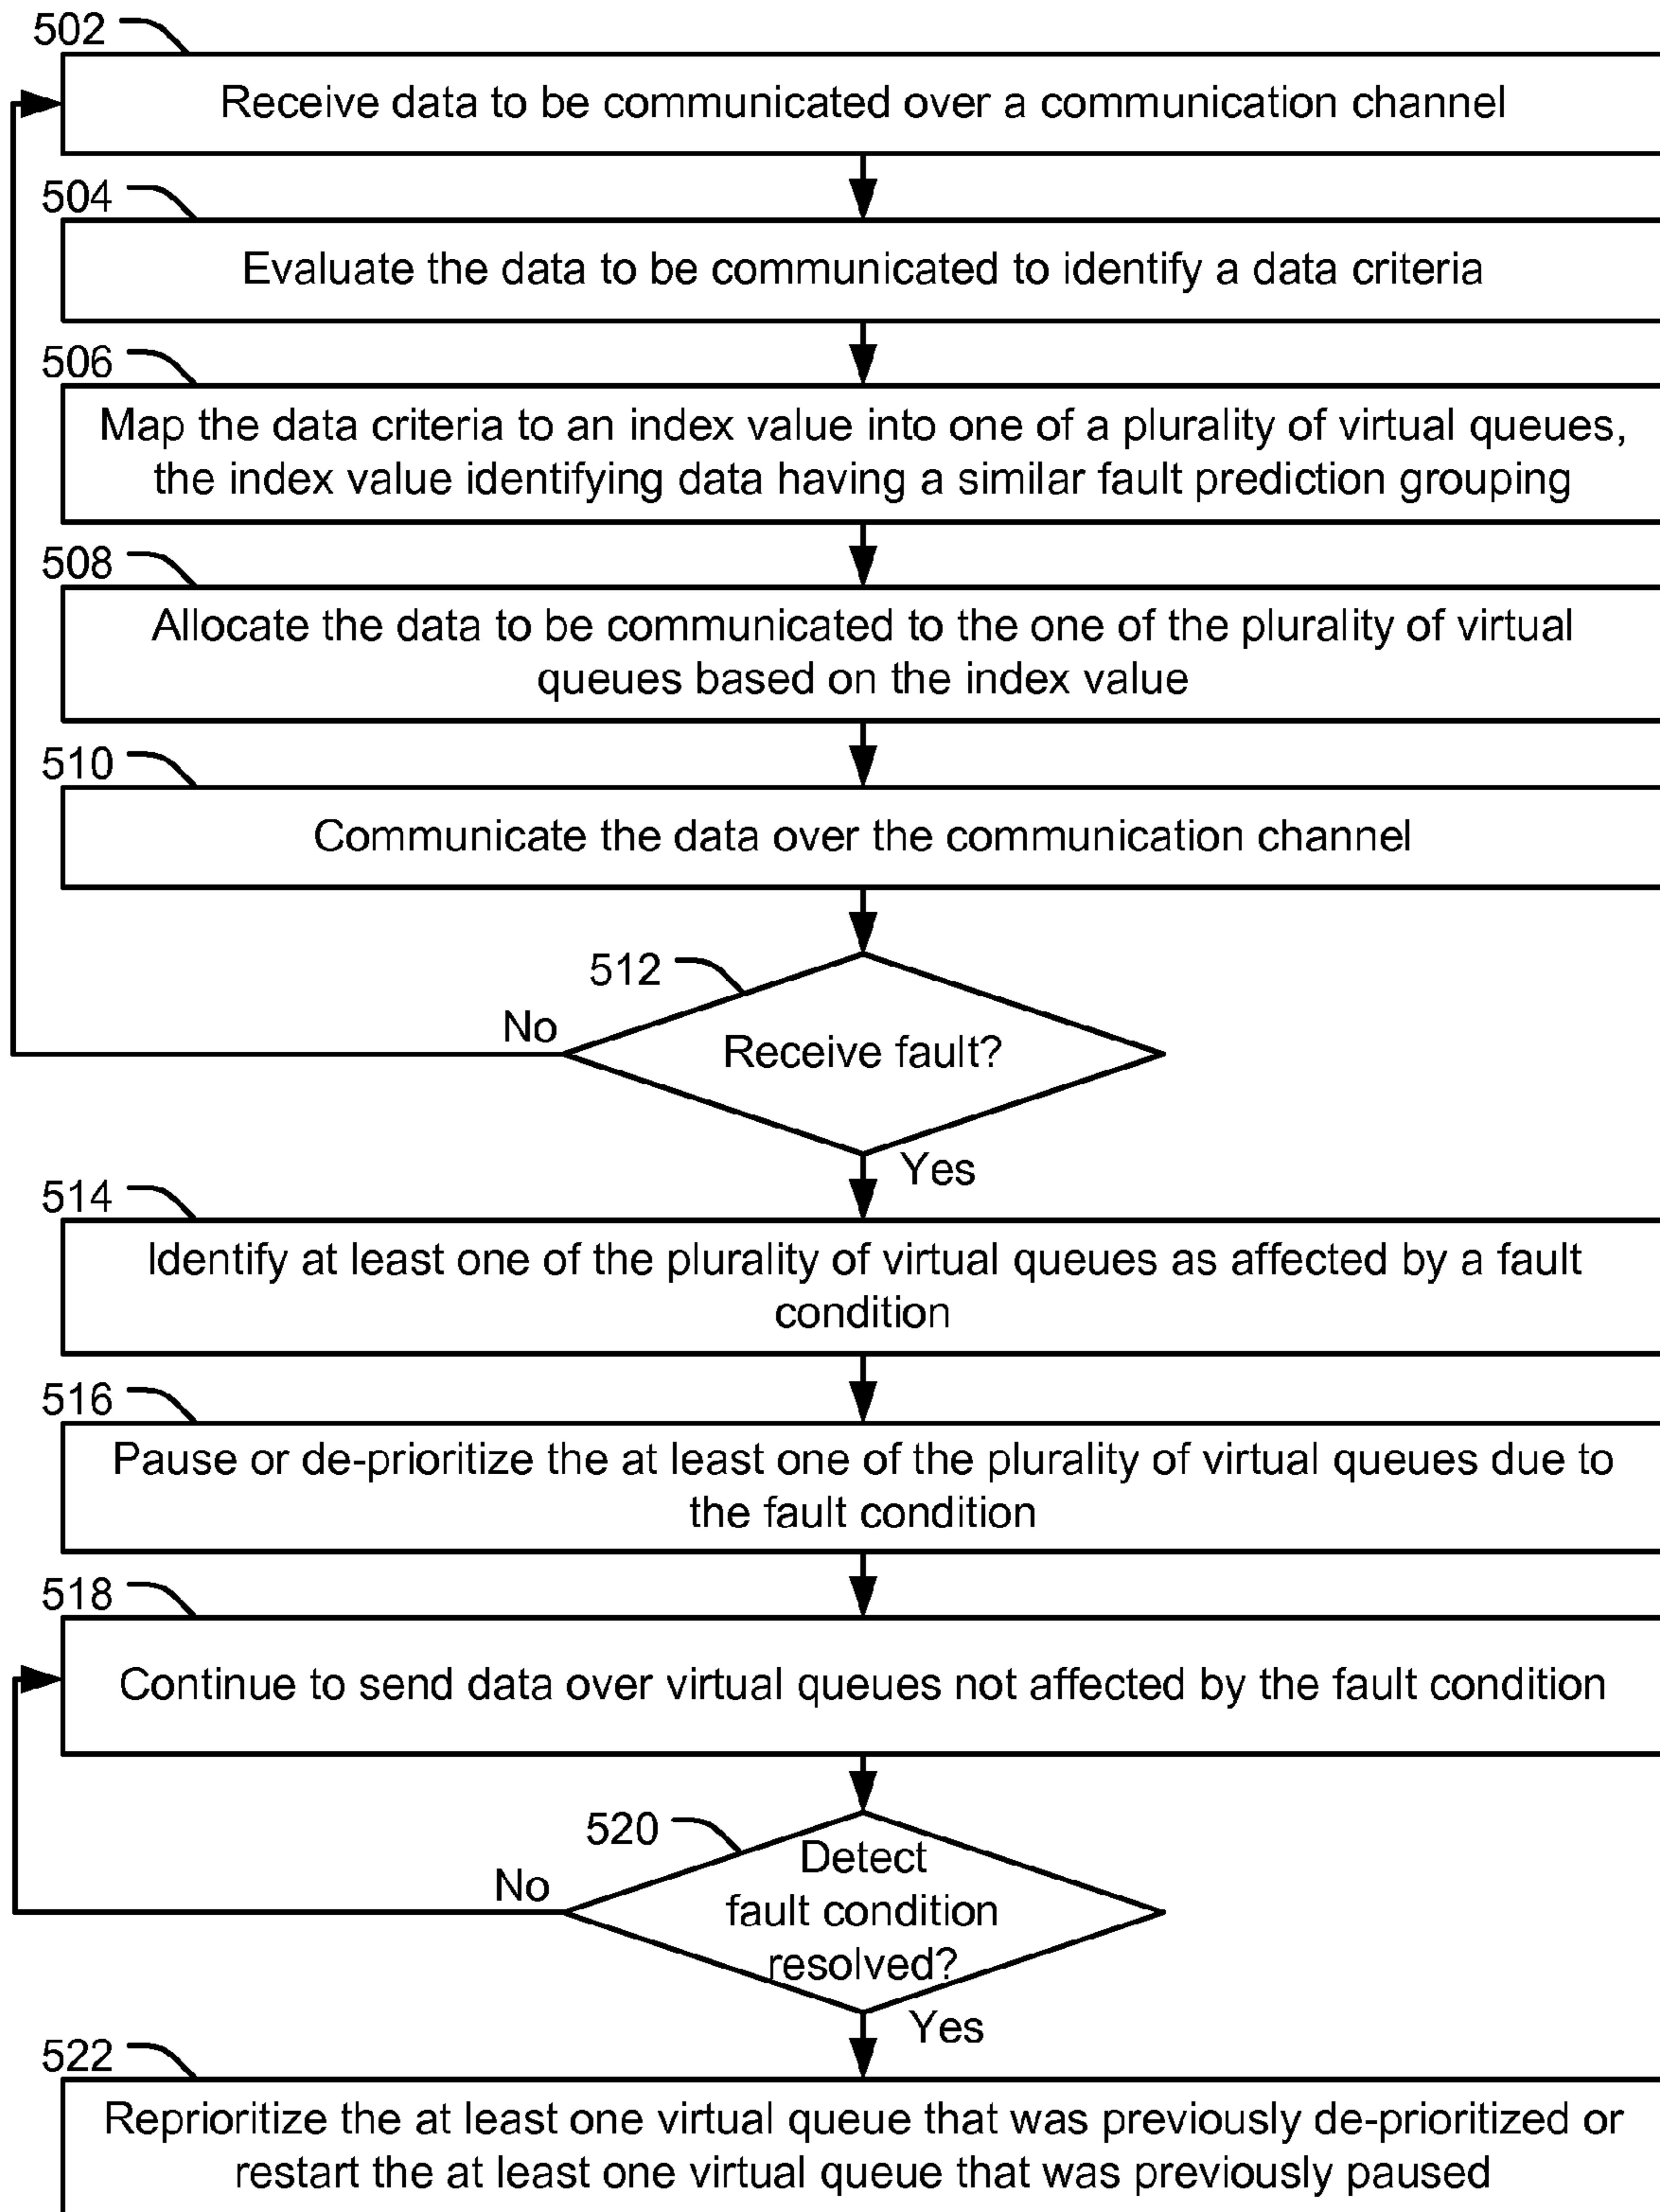 502
Receive data to be communicated over a communication channel
504
Evaluate the data to be communicated to identify a data criteria
506
Map the data criteria to an index value into one of a plurality of virtual queues,
the index value identifying data having a similar fault prediction grouping
508
Allocate the data to be communicated to the one of the plurality of virtual
queues based on the index value
510
Communicate the data over the communication channel
512
No
Receive fault?
Yes
514
Identify at least one of the plurality of virtual queues as affected by a fault
condition
516
Pause or de-prioritize the at least one of the plurality of virtual queues due to
the fault condition
518
Continue to send data over virtual queues not affected by the fault condition
520
Detect
No
fault condition
resolved?
Yes
522
Reprioritize the at least one virtual queue that was previously de-prioritized or
restart the at least one virtual queue that was previously paused